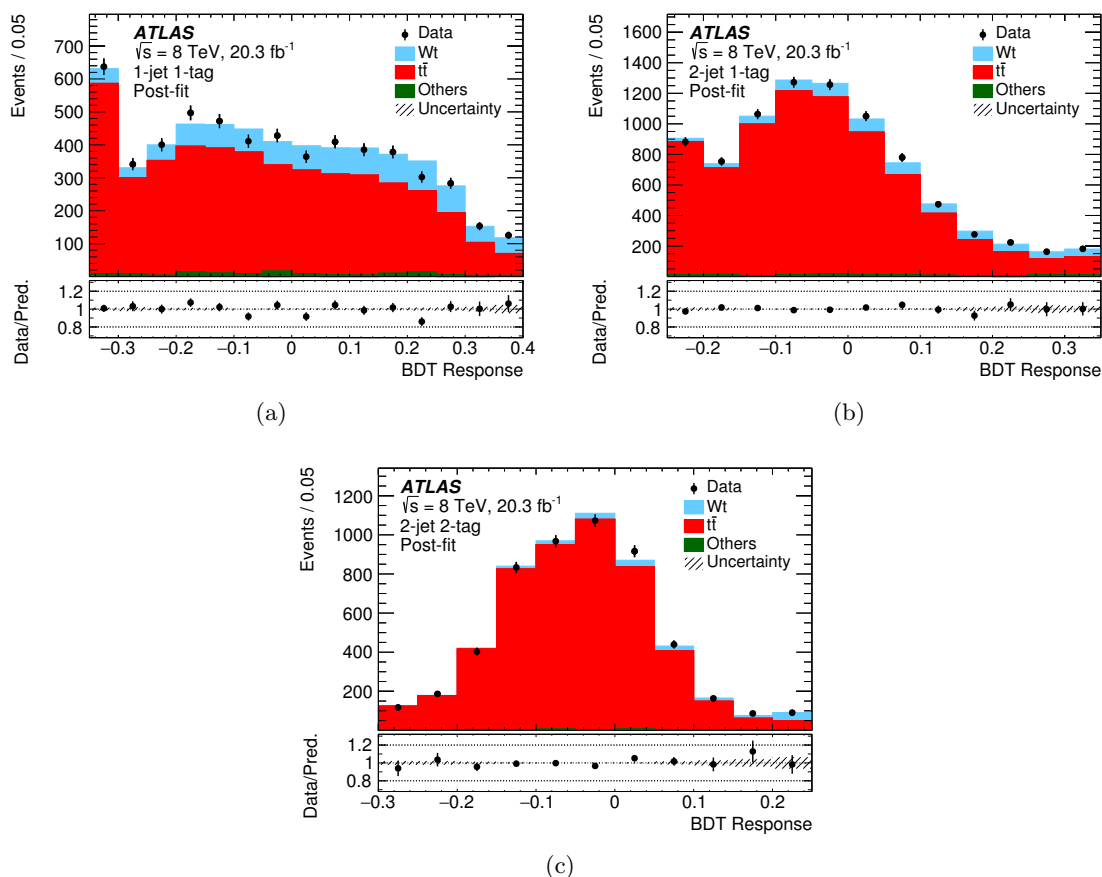 ATLAS
√s = 8 TeV, 20.3 fb⁻¹
1-jet 1-tag
Post-fit
Data
Wt
tt̄
Others
Uncertainty
Events / 0.05
700
600
500
400
300
200
100
Data/Pred.
1.2
1
0.8
−0.3 −0.2 −0.1 0 0.1 0.2 0.3 0.4
BDT Response
(a)
ATLAS
√s = 8 TeV, 20.3 fb⁻¹
2-jet 1-tag
Post-fit
Data
Wt
tt̄
Others
Uncertainty
Events / 0.05
1600
1400
1200
1000
800
600
400
200
Data/Pred.
1.2
1
0.8
−0.2 −0.1 0 0.1 0.2 0.3
BDT Response
(b)
ATLAS
√s = 8 TeV, 20.3 fb⁻¹
2-jet 2-tag
Post-fit
Data
Wt
tt̄
Others
Uncertainty
Events / 0.05
1200
1000
800
600
400
200
Data/Pred.
1.2
1
0.8
−0.3 −0.2 −0.1 0 0.1 0.2
BDT Response
(c)